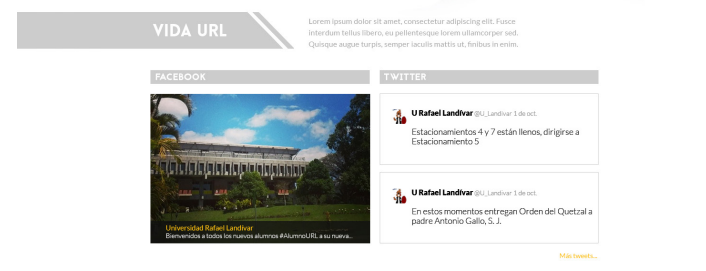 VIDA URL
Lorem ipsum dolor sit amet, consectetur adipiscing elit. Fusce
interdum tellus libero, eu pellentesque lorem ullamcorper sed.
Quisque augue turpis, semper iaculis mattis ut, finibus in enim.
FACEBOOK
Universidad Rafael Landívar
Bienvenidos a todos los nuevos alumnos #AlumnoURL a su nueva...
TWITTER
U Rafael Landívar @U_Landivar 1 de oct.
Estacionamientos 4 y 7 están llenos, dirigirse a
Estacionamiento 5
U Rafael Landívar @U_Landivar 1 de oct.
En estos momentos entregan Orden del Quetzal a
padre Antonio Gallo, S. J.
Mas tweets...